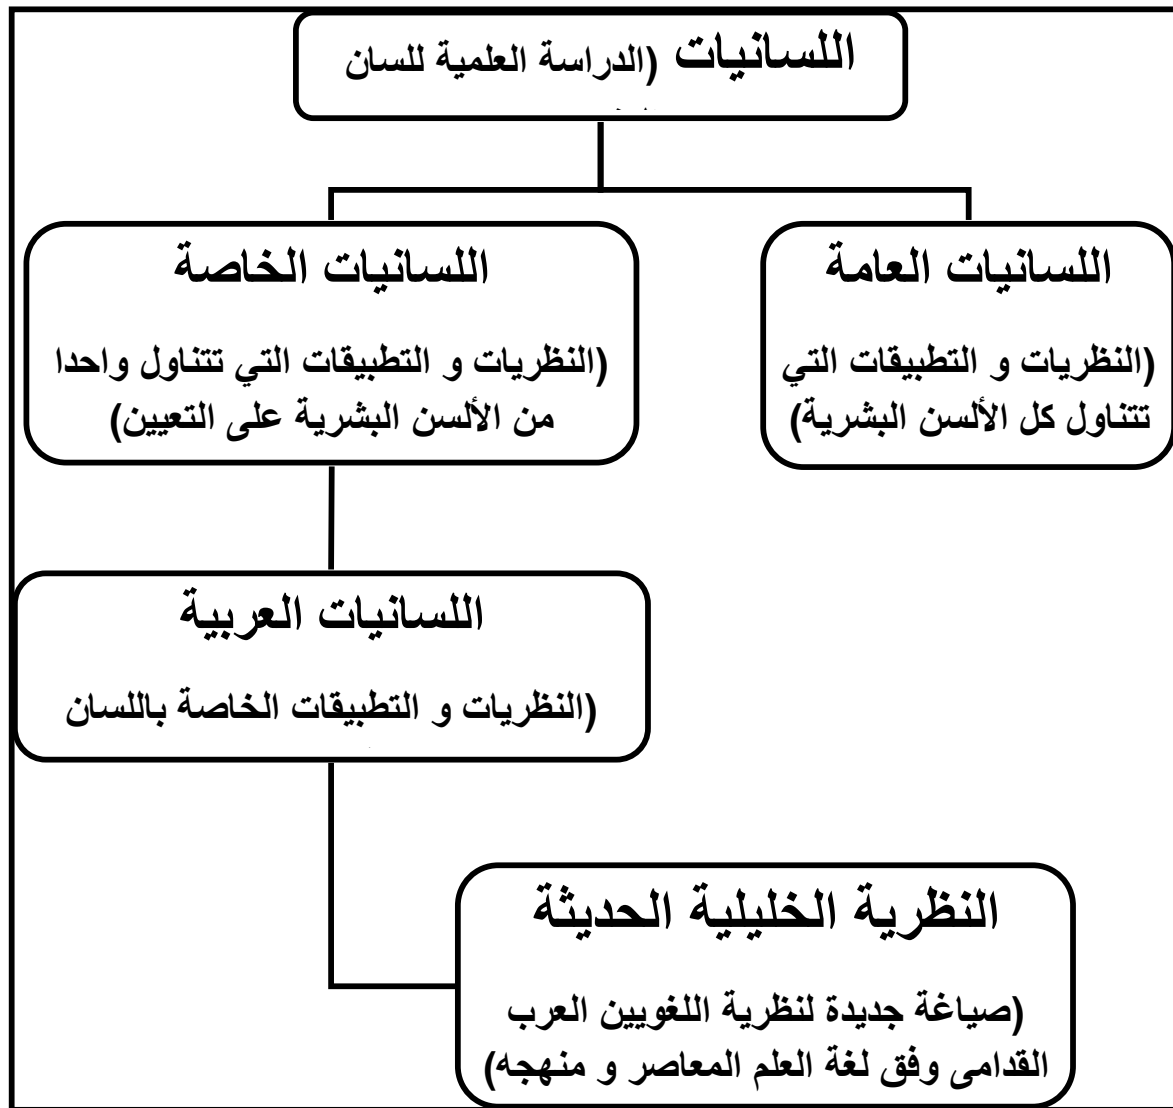 اللسانيات (الدراسة العلمية للسان
اللسانيات العامة
(النظريات و التطبيقات التي
تتناول كل الألسن البشرية)
اللسانيات الخاصة
(النظريات و التطبيقات التي تتناول واحدا
من الألسن البشرية على التعيين)
اللسانيات العربية
(النظريات و التطبيقات الخاصة باللسان
النظرية الخليلية الحديثة
(صياغة جديدة لنظرية اللغويين العرب
القدامى وفق لغة العلم المعاصر و منهجه)